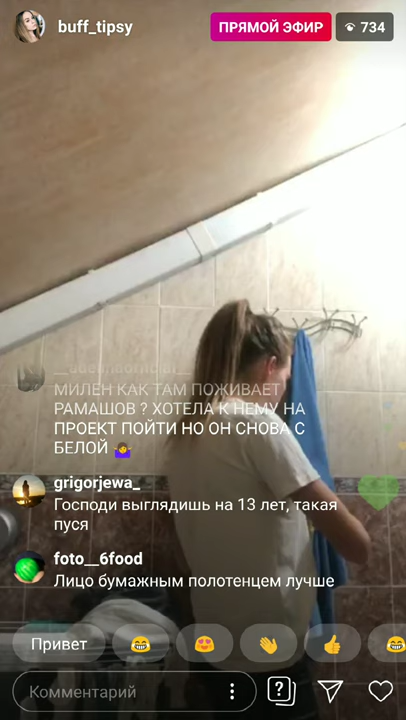 buff_tipsy
ПРЯМОЙ ЭФИР
734
МИЛЕН КАК ТАМ ПОЖИВАЕТ
РАМАШОВ ? ХОТЕЛА К НЕМУ НА
ПРОЕКТ ПОЙТИ НО ОН СНОВА С
БЕЛОЙ 🤷
grigorjewa_
Господи выглядишь на 13 лет, такая
пуся
foto__6food
Лицо бумажным полотенцем лучше
Привет 😂 😍 👏 👍 😂
Комментарий